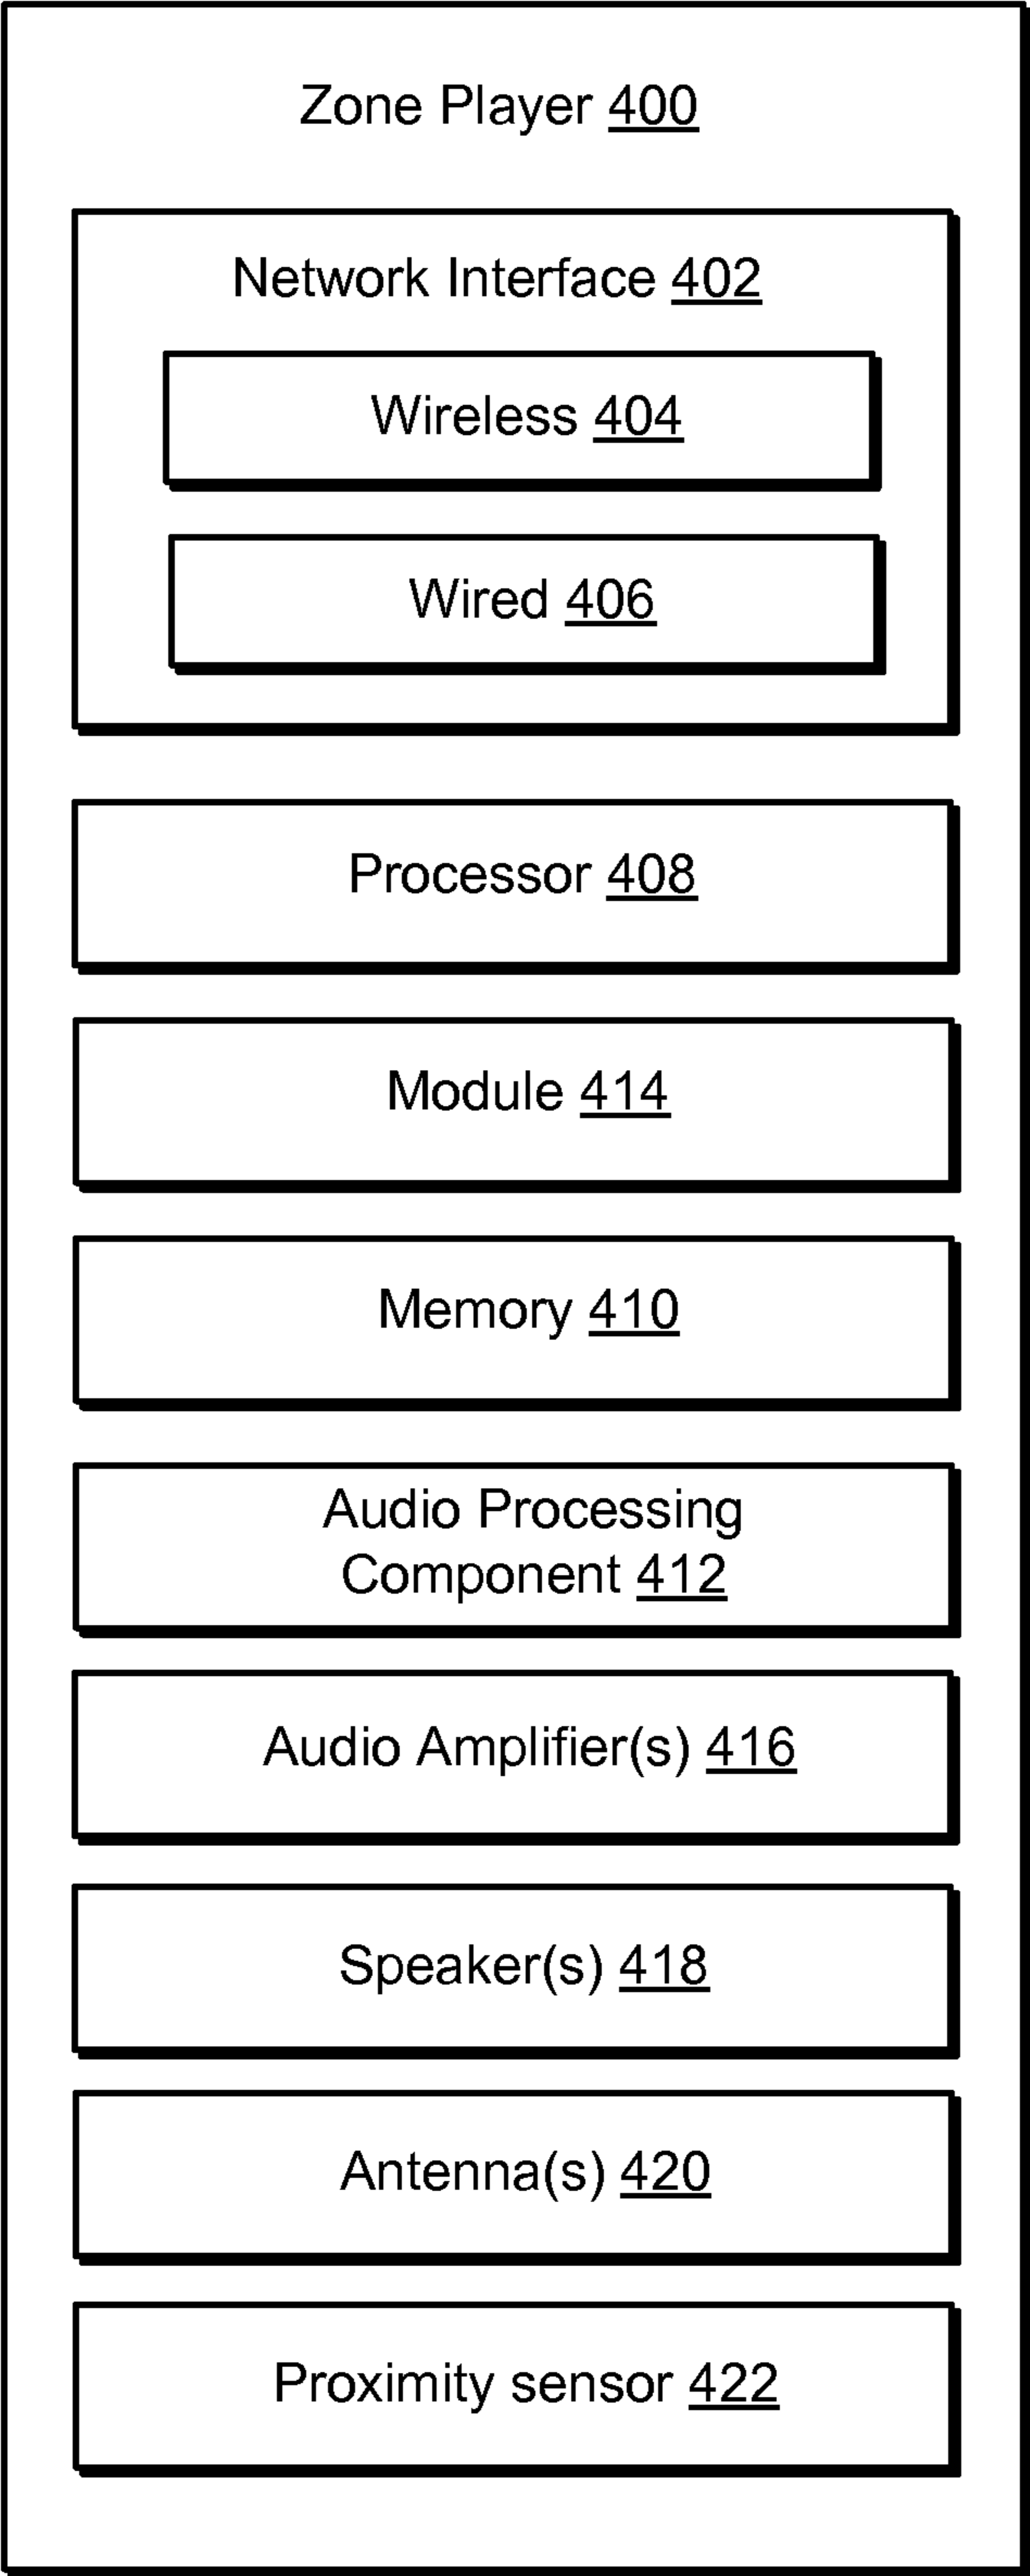 Zone Player 400
Network Interface 402
Wireless 404
Wired 406
Processor 408
Module 414
Memory 410
Audio Processing
Component 412
Audio Amplifier(s) 416
Speaker(s) 418
Antenna(s) 420
Proximity sensor 422